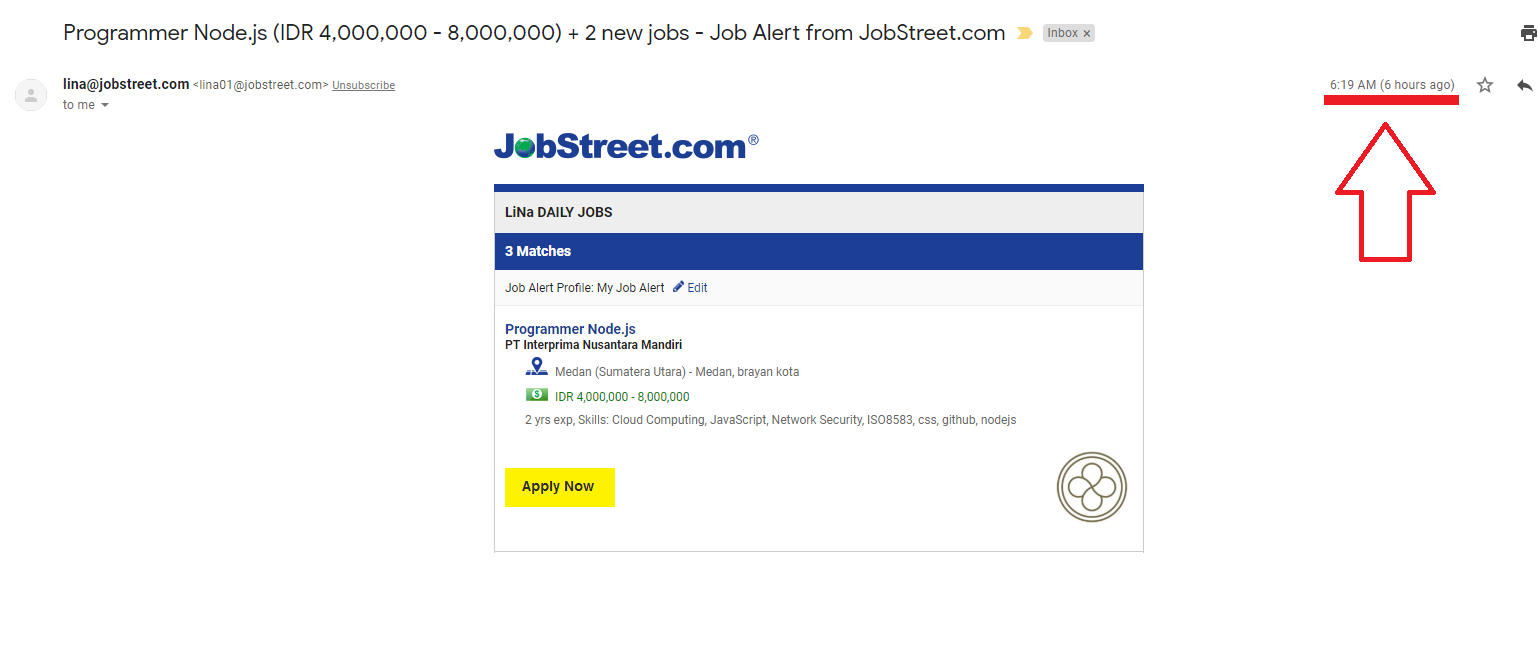 Programmer Node.js (IDR 4,000,000 - 8,000,000) + 2 new jobs - Job Alert from JobStreet.com Inbox ×
lina@jobstreet.com <lina01@jobstreet.com> Unsubscribe 6:19 AM (6 hours ago)
to me
JobStreet.com®
LiNa DAILY JOBS
3 Matches
Job Alert Profile: My Job Alert Edit
Programmer Node.js
PT Interprima Nusantara Mandiri
Medan (Sumatera Utara) - Medan, brayan kota
IDR 4,000,000 - 8,000,000
2 yrs exp, Skills: Cloud Computing, JavaScript, Network Security, ISO8583, css, github, nodejs
Apply Now